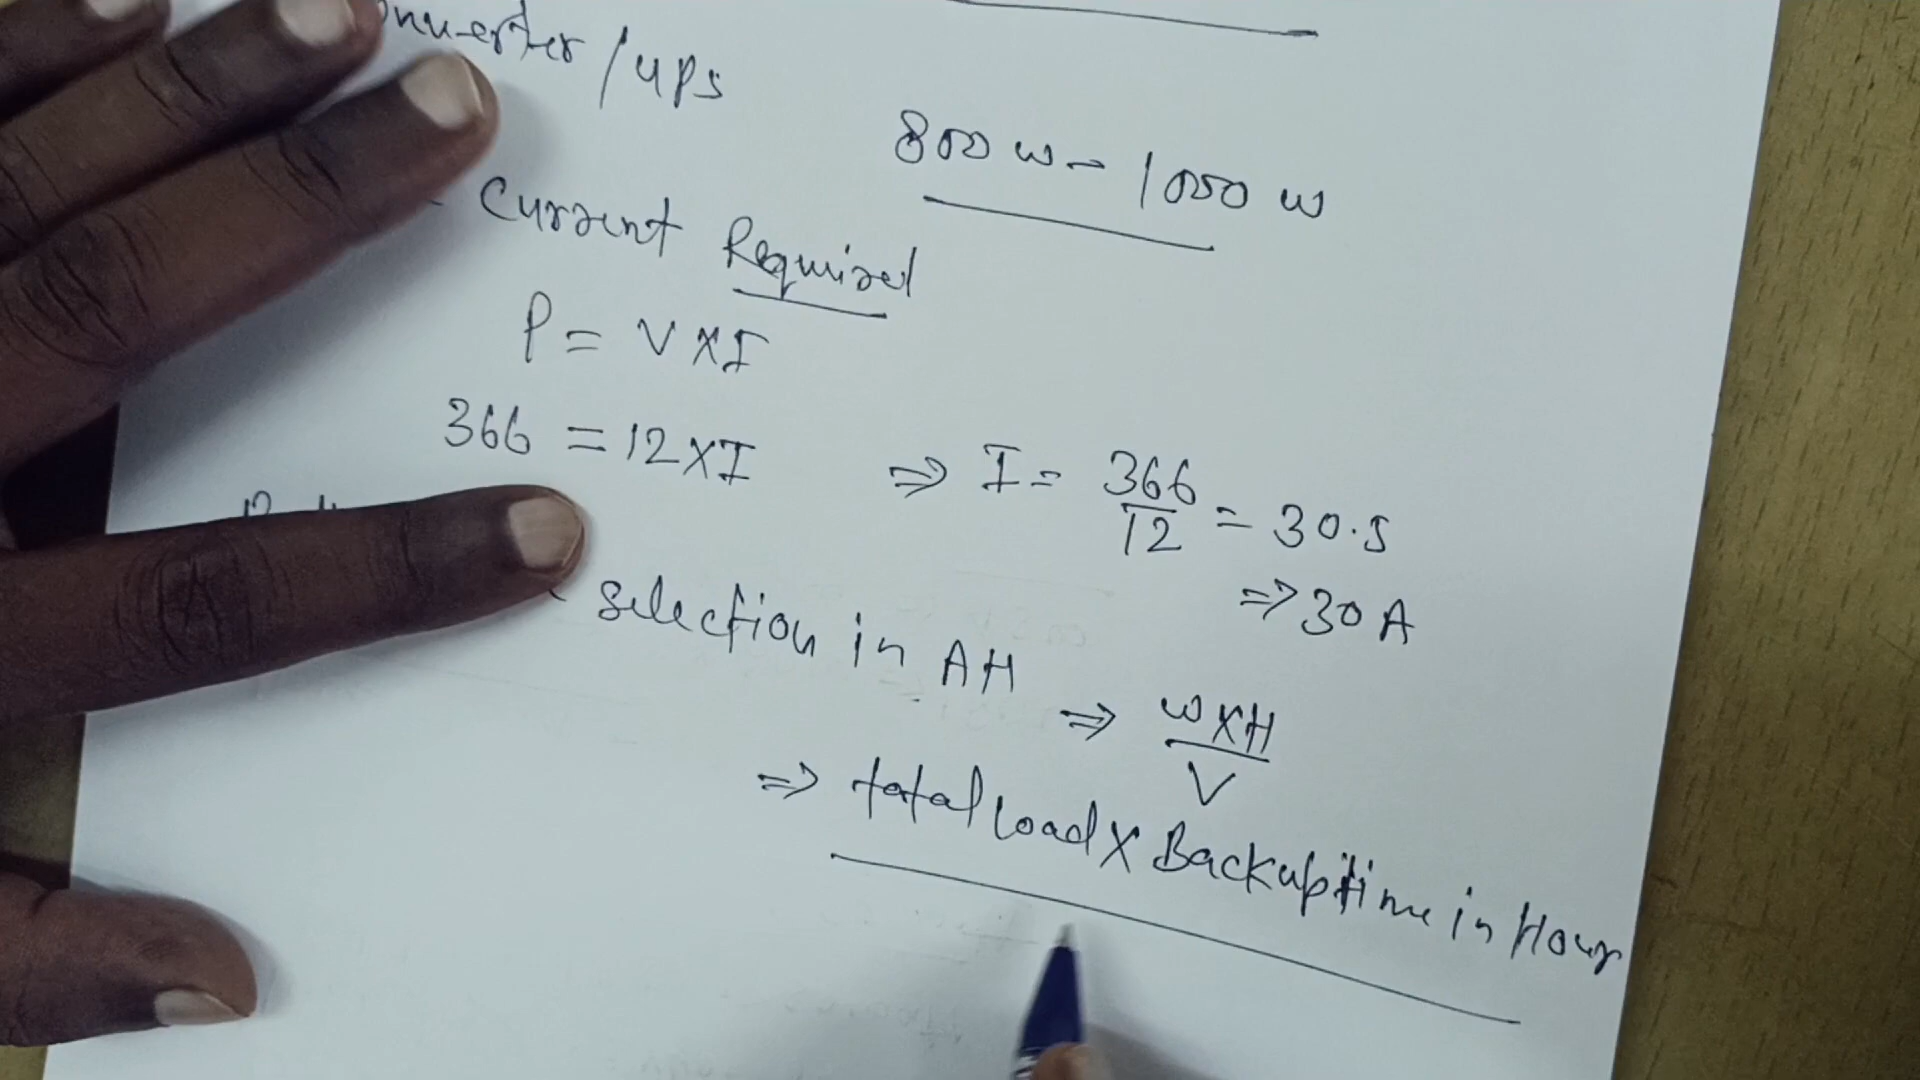 nverter/ups
800 w - 1000 w
Current Required
P = V X I
366 = 12 X I ⇒ I = 366/12 = 30.5
⇒ 30 A
selection in AH ⇒ W X H / V
⇒ total load X Backup time in Hour